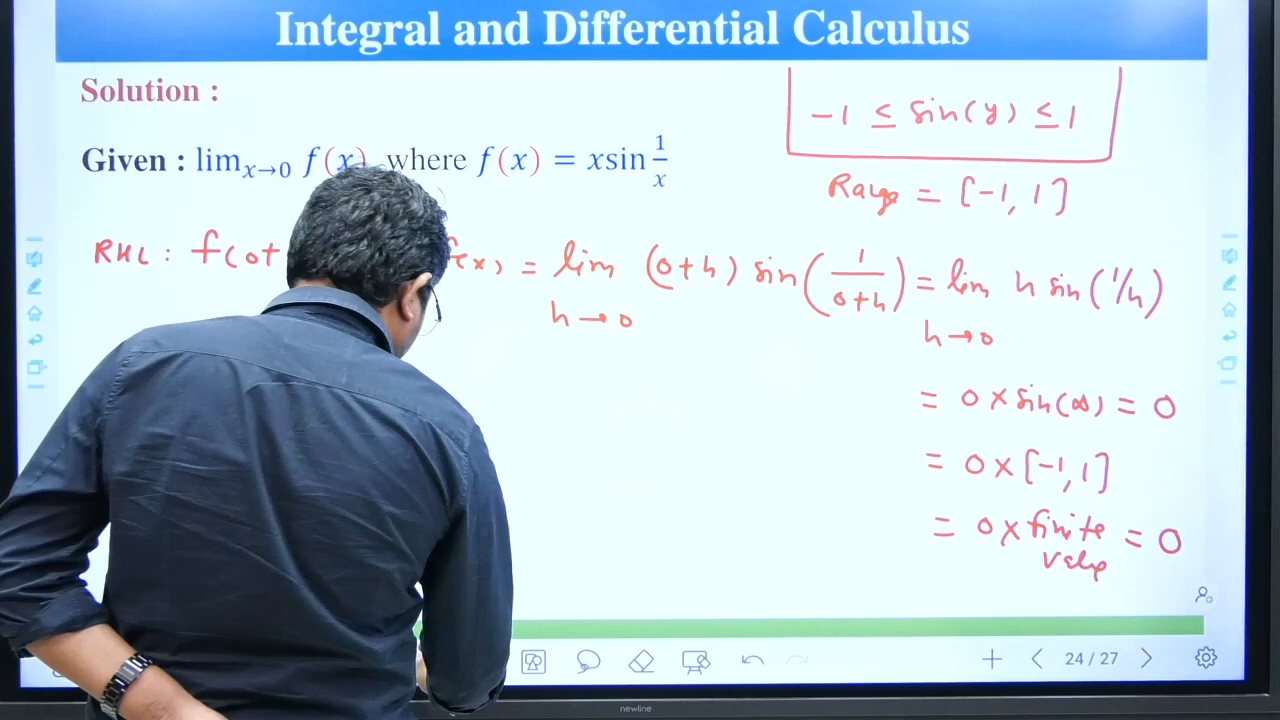 Integral and Differential Calculus
Solution :
-1 ≤ sin(y) ≤ 1
Given : lim x→0 f(x), where f(x) = xsin 1/x
Range = [-1, 1]
RHL : f(0+ f(x) = lim h→0 (0+h) sin(1/(0+h)) = lim h→0 h sin(1/h)
= 0 × sin(∞) = 0
= 0 × [-1, 1]
= 0 × finite value = 0
24 / 27
newline